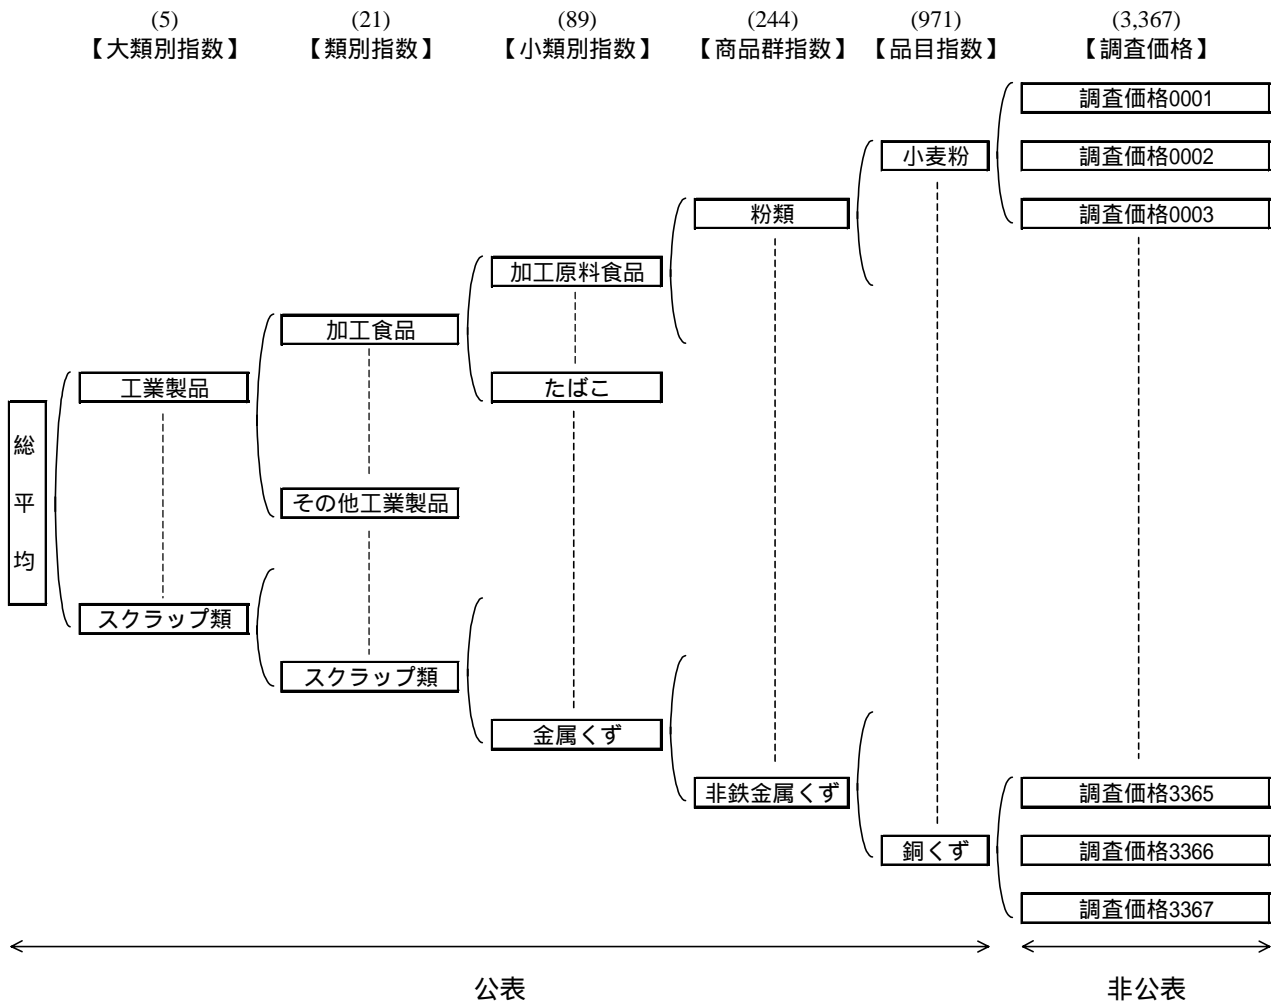 (5) (21) (89) (244) (971) (3,367)
【大類別指数】 【類別指数】 【小類別指数】 【商品群指数】 【品目指数】 【調査価格】
調査価格0001
小麦粉 調査価格0002
粉類 調査価格0003
加工原料食品
加工食品
工業製品 たばこ
総平均
その他工業製品
スクラップ類
スクラップ類
金属くず
非鉄金属くず 調査価格3365
銅くず 調査価格3366
調査価格3367
公表 非公表